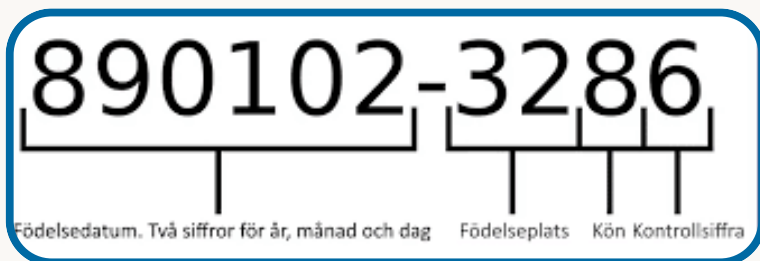 890102-3286
Födelsedatum. Två siffror för år, månad och dag Födelseplats Kön Kontrollsiffra